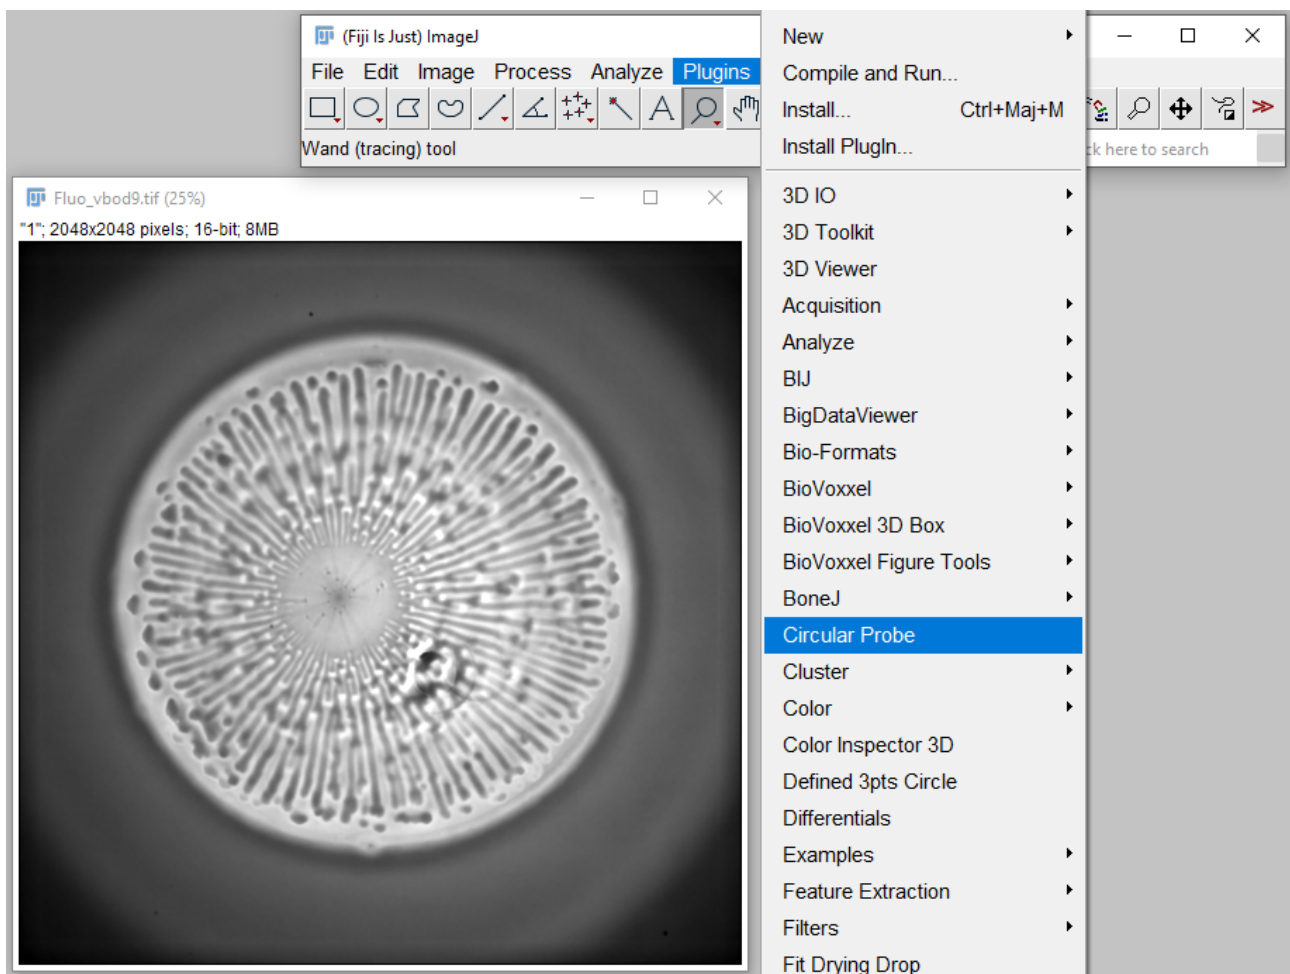 (Fiji Is Just) ImageJ
File Edit Image Process Analyze Plugins
Wand (tracing) tool
ck here to search
Fluo_vbod9.tif (25%)
"1"; 2048x2048 pixels; 16-bit; 8MB
New
Compile and Run...
Install... Ctrl+Maj+M
Install PlugIn...
3D IO
3D Toolkit
3D Viewer
Acquisition
Analyze
BIJ
BigDataViewer
Bio-Formats
BioVoxxel
BioVoxxel 3D Box
BioVoxxel Figure Tools
BoneJ
Circular Probe
Cluster
Color
Color Inspector 3D
Defined 3pts Circle
Differentials
Examples
Feature Extraction
Filters
Fit Drying Drop